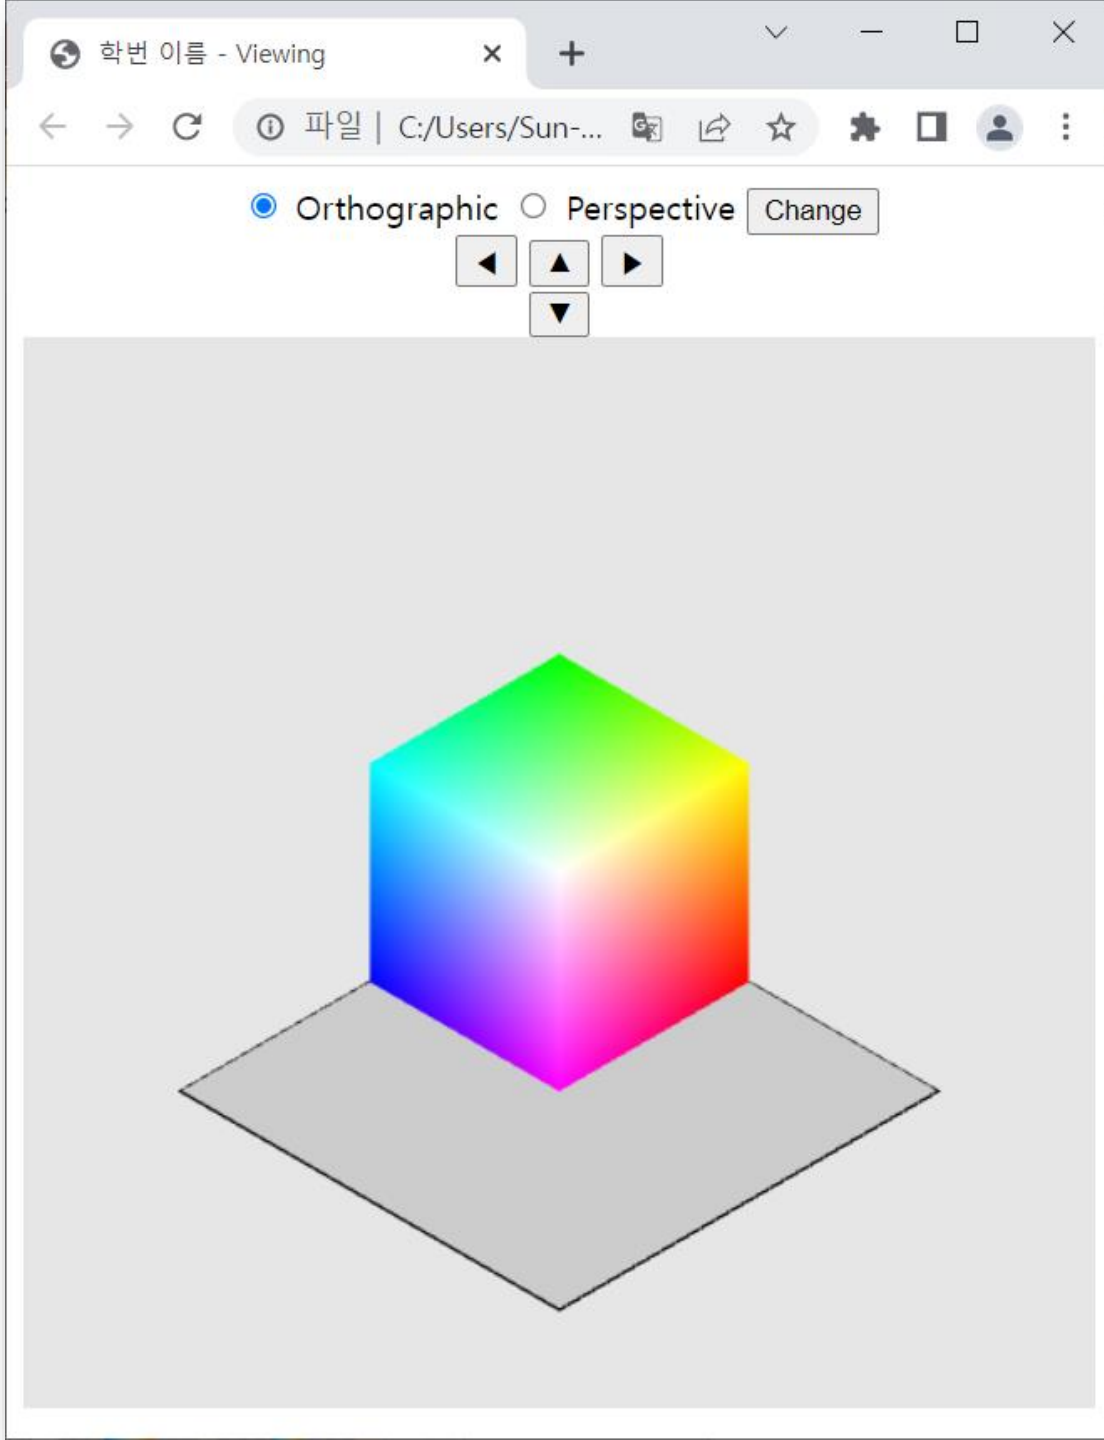 학번 이름 - Viewing
파일 | C:/Users/Sun-...
Orthographic Perspective Change
◀ ▲ ▶
▼